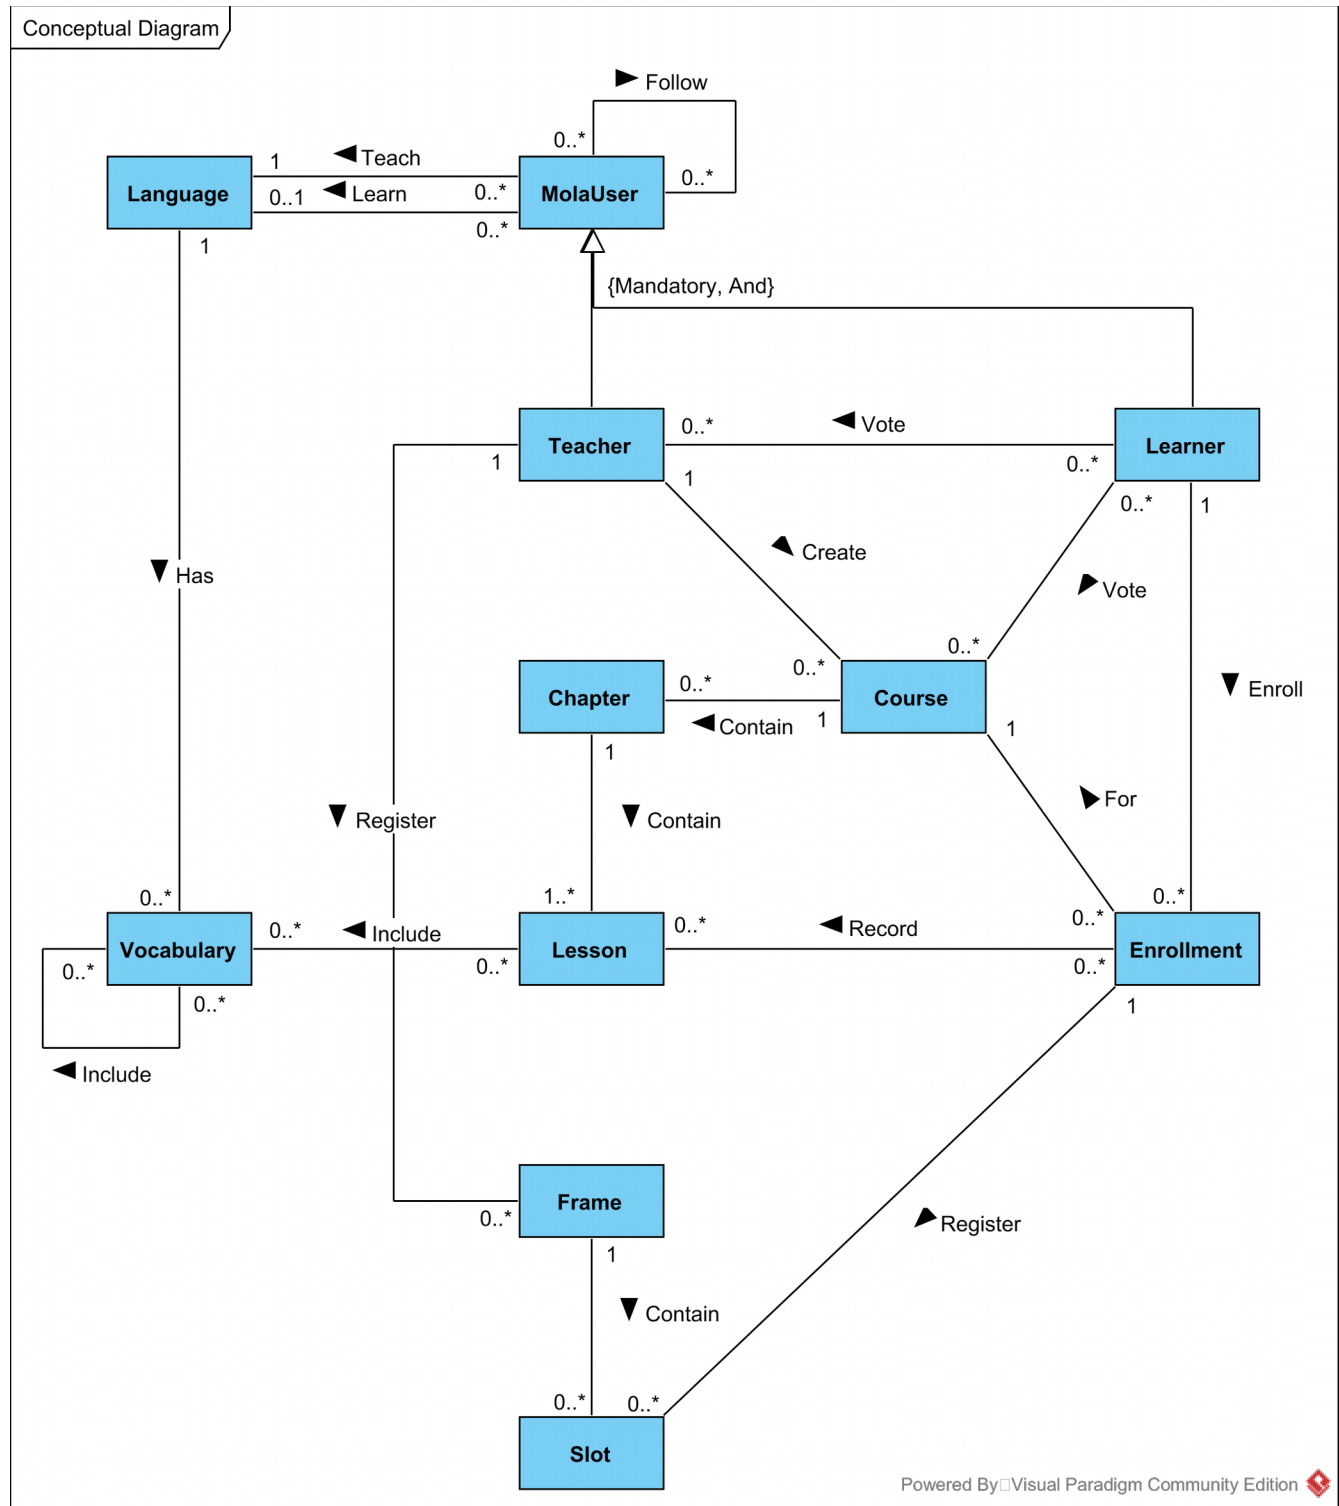 Conceptual Diagram
Follow
0..*
1
Teach
Language
MolaUser
0..*
0..1
Learn
0..*
0..*
1
{Mandatory, And}
0..*
Vote
Teacher
Learner
1
0..*
1
0..*
1
Create
Has
Vote
0..*
0..*
Chapter
0..*
Course
Enroll
Contain
1
1
1
For
Register
Contain
0..*
1..*
0..*
0..*
0..*
Include
0..*
Record
Vocabulary
Lesson
Enrollment
0..*
0..*
0..*
0..*
1
Include
Frame
0..*
Register
1
Contain
0..*
0..*
Slot
Powered By Visual Paradigm Community Edition